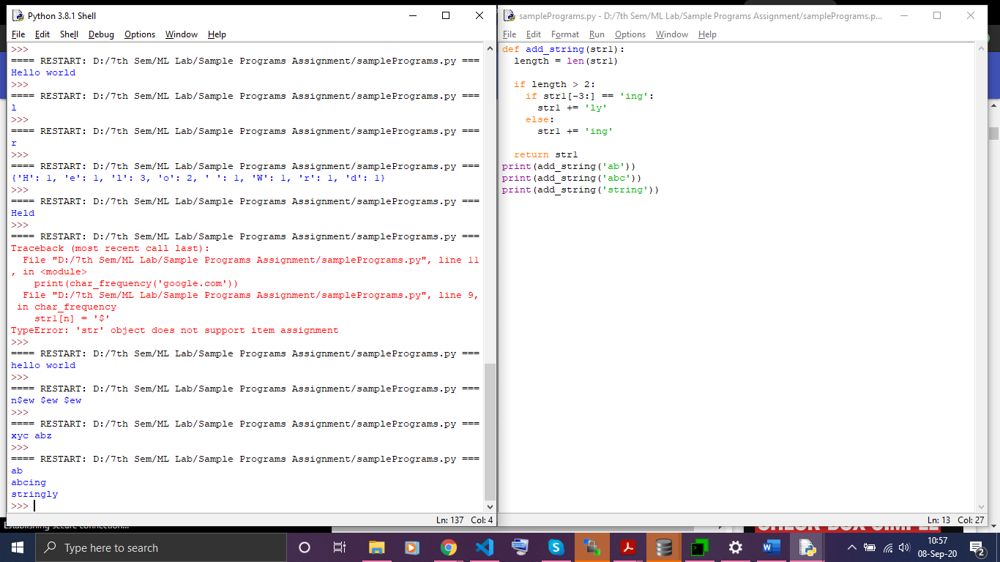 Python 3.8.1 Shell
File Edit Shell Debug Options Window Help
>>>
==== RESTART: D:/7th Sem/ML Lab/Sample Programs Assignment/samplePrograms.py ===
Hello world
>>>
==== RESTART: D:/7th Sem/ML Lab/Sample Programs Assignment/samplePrograms.py ===
l
>>>
==== RESTART: D:/7th Sem/ML Lab/Sample Programs Assignment/samplePrograms.py ===
r
>>>
==== RESTART: D:/7th Sem/ML Lab/Sample Programs Assignment/samplePrograms.py ===
{'H': 1, 'e': 1, 'l': 3, 'o': 2, ' ': 1, 'W': 1, 'r': 1, 'd': 1}
>>>
==== RESTART: D:/7th Sem/ML Lab/Sample Programs Assignment/samplePrograms.py ===
Held
>>>
==== RESTART: D:/7th Sem/ML Lab/Sample Programs Assignment/samplePrograms.py ===
Traceback (most recent call last):
  File "D:/7th Sem/ML Lab/Sample Programs Assignment/samplePrograms.py", line 11
, in <module>
    print(char_frequency('google.com'))
  File "D:/7th Sem/ML Lab/Sample Programs Assignment/samplePrograms.py", line 9,
 in char_frequency
    str1[n] = '$'
TypeError: 'str' object does not support item assignment
>>>
==== RESTART: D:/7th Sem/ML Lab/Sample Programs Assignment/samplePrograms.py ===
hello world
>>>
==== RESTART: D:/7th Sem/ML Lab/Sample Programs Assignment/samplePrograms.py ===
n$ew $ew $ew
>>>
==== RESTART: D:/7th Sem/ML Lab/Sample Programs Assignment/samplePrograms.py ===
xyc abz
>>>
==== RESTART: D:/7th Sem/ML Lab/Sample Programs Assignment/samplePrograms.py ===
ab
abcing
stringly
>>>
Ln: 137 Col: 4
samplePrograms.py - D:/7th Sem/ML Lab/Sample Programs Assignment/samplePrograms.p...
File Edit Format Run Options Window Help
def add_string(str1):
  length = len(str1)
  if length > 2:
    if str1[-3:] == 'ing':
      str1 += 'ly'
    else:
      str1 += 'ing'
  return str1
print(add_string('ab'))
print(add_string('abc'))
print(add_string('string'))
Ln: 13 Col: 27
Establishing secure connection...
CHECK BOX SIMPLE
Type here to search
10:57
08-Sep-20
2